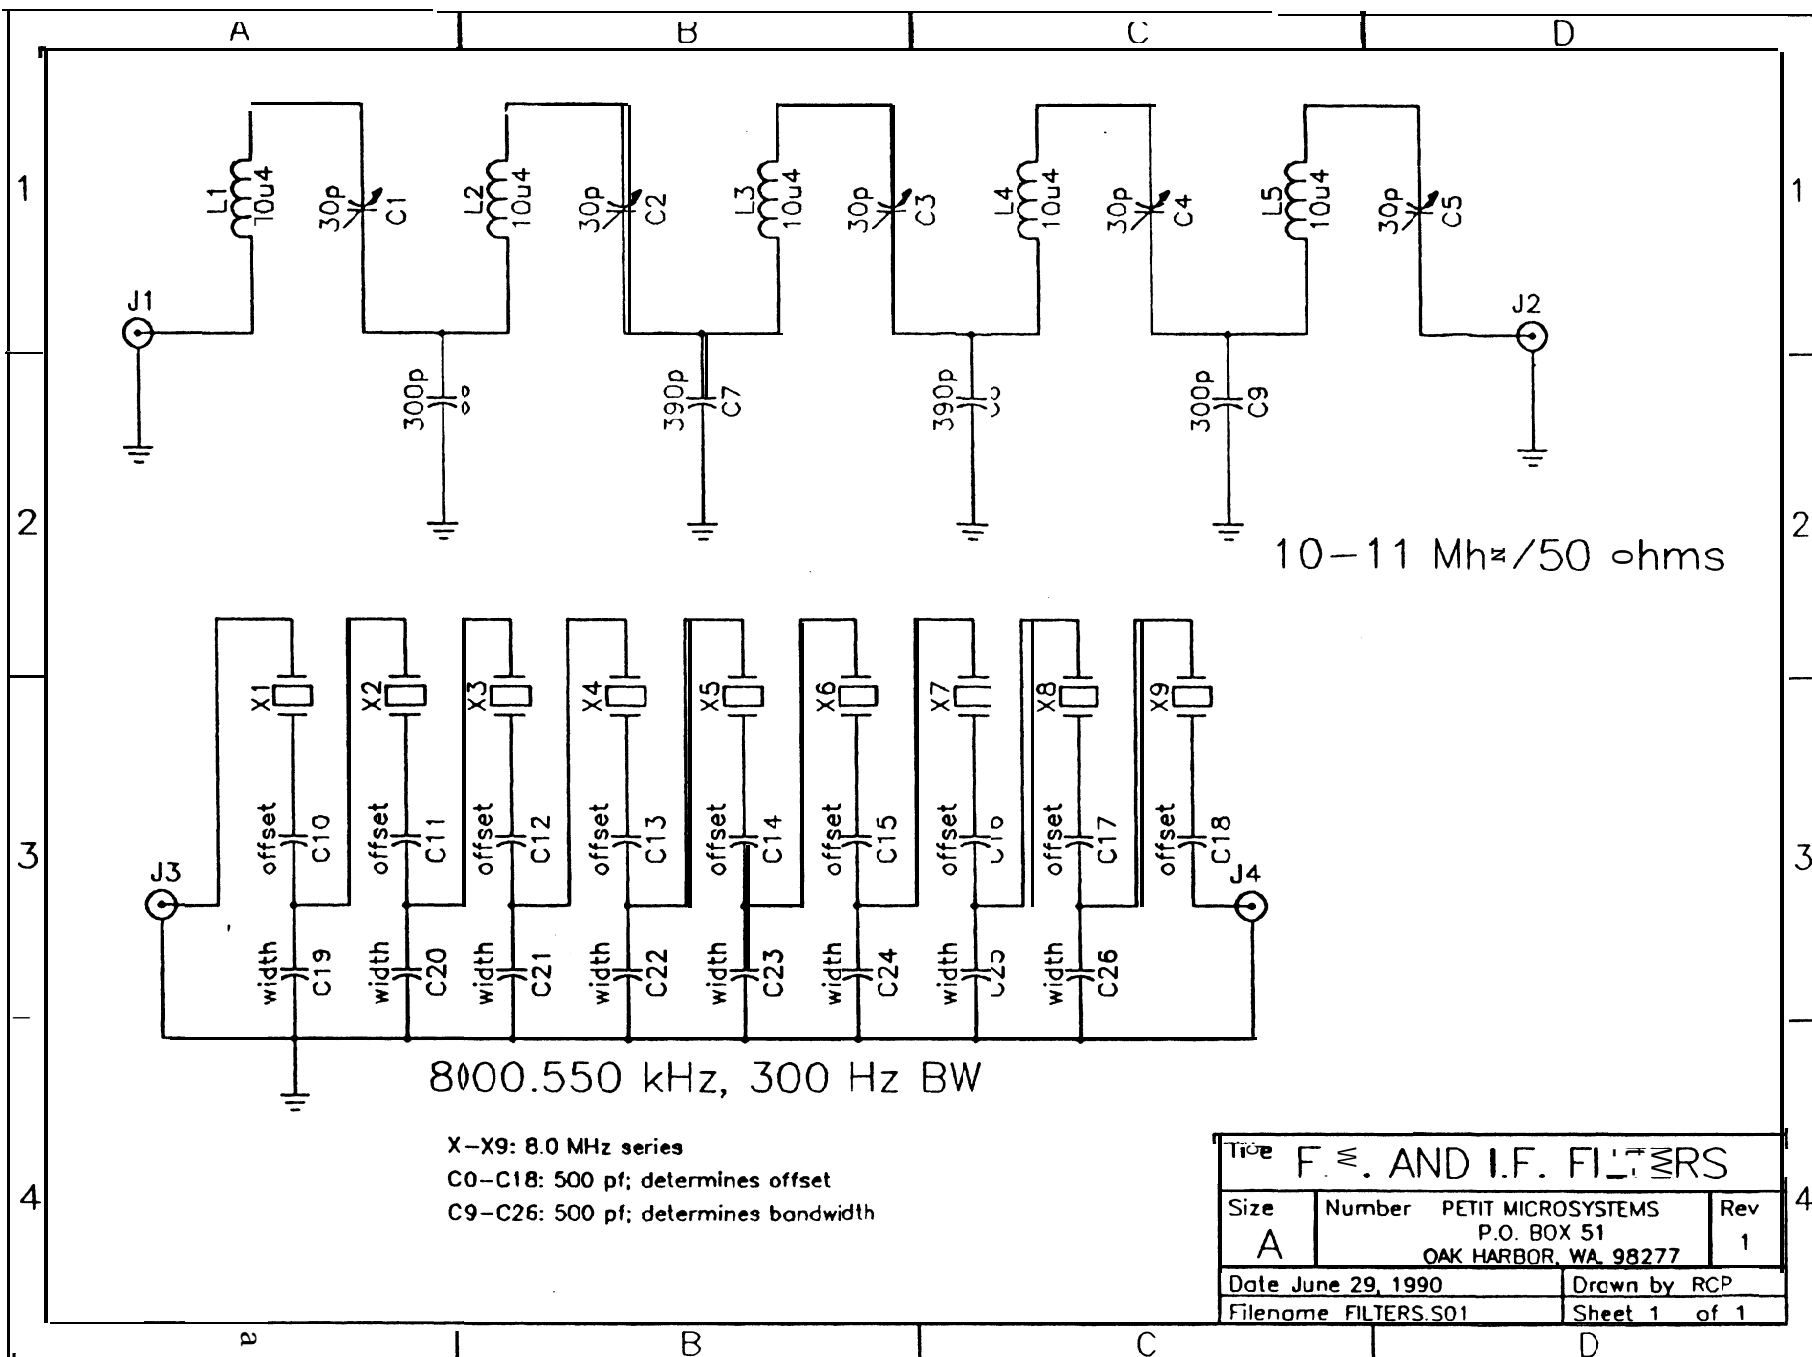 A B C D
1 1
L1 10u4 30p C1 L2 10u4 30p C2 L3 10u4 30p C3 L4 10u4 30p C4 L5 10u4 30p C5
J1 J2
300p 390p C7 390p 300p C9
2 2
10-11 Mhz/50 ohms
X1 X2 X3 X4 X5 X6 X7 X8 X9
offset C10 offset C11 offset C12 offset C13 offset C14 offset C15 offset C16 offset C17 offset C18
3 3
J3 J4
width C19 width C20 width C21 width C22 width C23 width C24 width C25 width C26
8000.550 kHz, 300 Hz BW
X-X9: 8.0 MHz series
C0-C18: 500 pf; determines offset
C9-C26: 500 pf; determines bandwidth
4 4
Title AND I.F. FILTERS
Size Number PETIT MICROSYSTEMS Rev
A P.O. BOX 51 1
OAK HARBOR, WA. 98277
Date June 29, 1990 Drawn by RCP
Filename FILTERS.S01 Sheet 1 of 1
a B C D